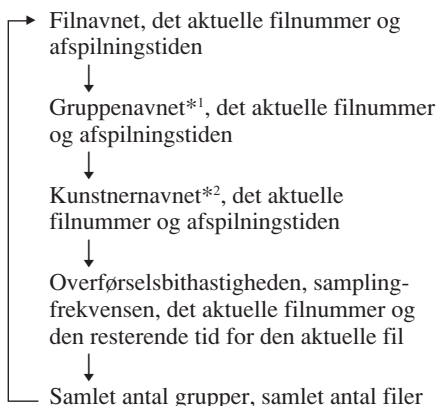 Filnavnet, det aktuelle filnummer og
afspilningstiden
Gruppenavnet*1, det aktuelle filnummer
og afspilningstiden
Kunstnernavnet*2, det aktuelle
filnummer og afspilningstiden
Overførselsbithastigheden, sampling-
frekvensen, det aktuelle filnummer og
den resterende tid for den aktuelle fil
Samlet antal grupper, samlet antal filer